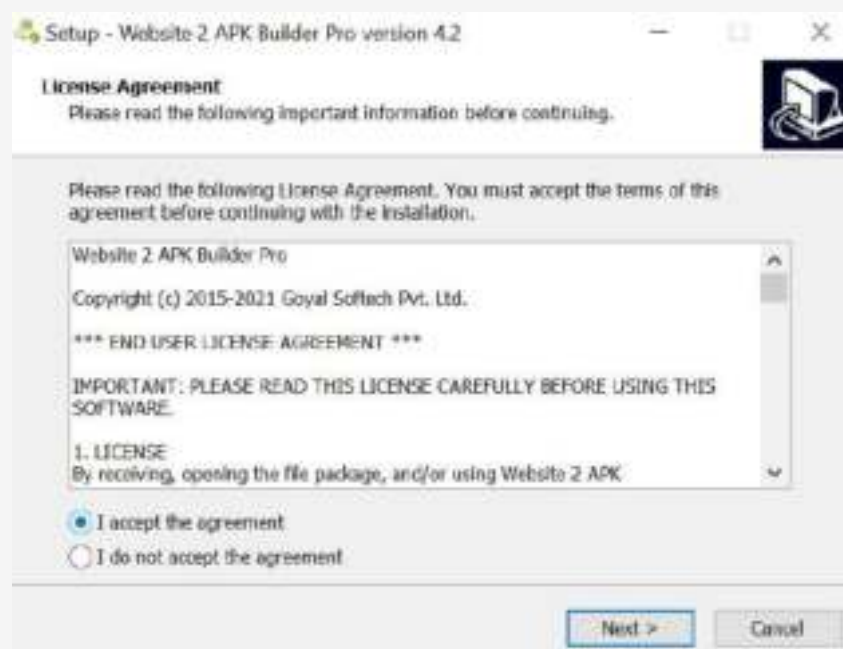 Setup - Website 2 APK Builder Pro version 4.2
License Agreement
Please read the following important information before continuing.
Please read the following License Agreement. You must accept the terms of this
agreement before continuing with the installation.
Website 2 APK Builder Pro
Copyright (c) 2015-2021 Goyal Softech Pvt. Ltd.
*** END USER LICENSE AGREEMENT ***
IMPORTANT: PLEASE READ THIS LICENSE CAREFULLY BEFORE USING THIS
SOFTWARE.
1. LICENSE
By receiving, opening the file package, and/or using Website 2 APK
I accept the agreement
I do not accept the agreement
Next >
Cancel